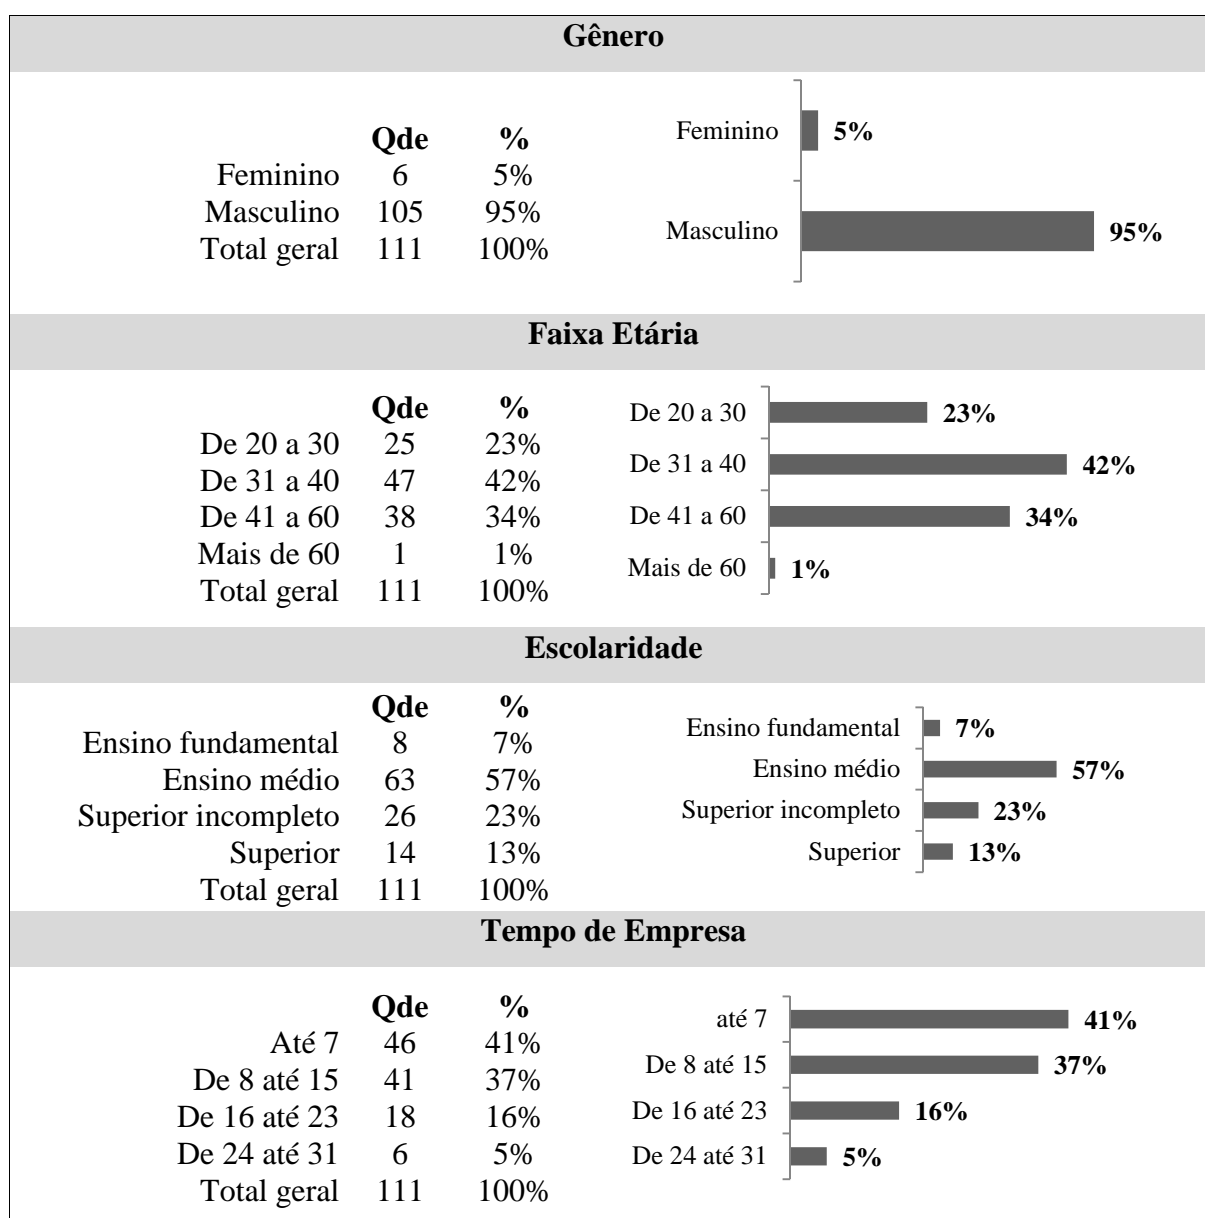 Gênero
Qde %
Feminino 6 5%
Masculino 105 95%
Total geral 111 100%
Feminino 5%
Masculino 95%
Faixa Etária
Qde %
De 20 a 30 25 23%
De 31 a 40 47 42%
De 41 a 60 38 34%
Mais de 60 1 1%
Total geral 111 100%
De 20 a 30 23%
De 31 a 40 42%
De 41 a 60 34%
Mais de 60 1%
Escolaridade
Qde %
Ensino fundamental 8 7%
Ensino médio 63 57%
Superior incompleto 26 23%
Superior 14 13%
Total geral 111 100%
Ensino fundamental 7%
Ensino médio 57%
Superior incompleto 23%
Superior 13%
Tempo de Empresa
Qde %
Até 7 46 41%
De 8 até 15 41 37%
De 16 até 23 18 16%
De 24 até 31 6 5%
Total geral 111 100%
até 7 41%
De 8 até 15 37%
De 16 até 23 16%
De 24 até 31 5%